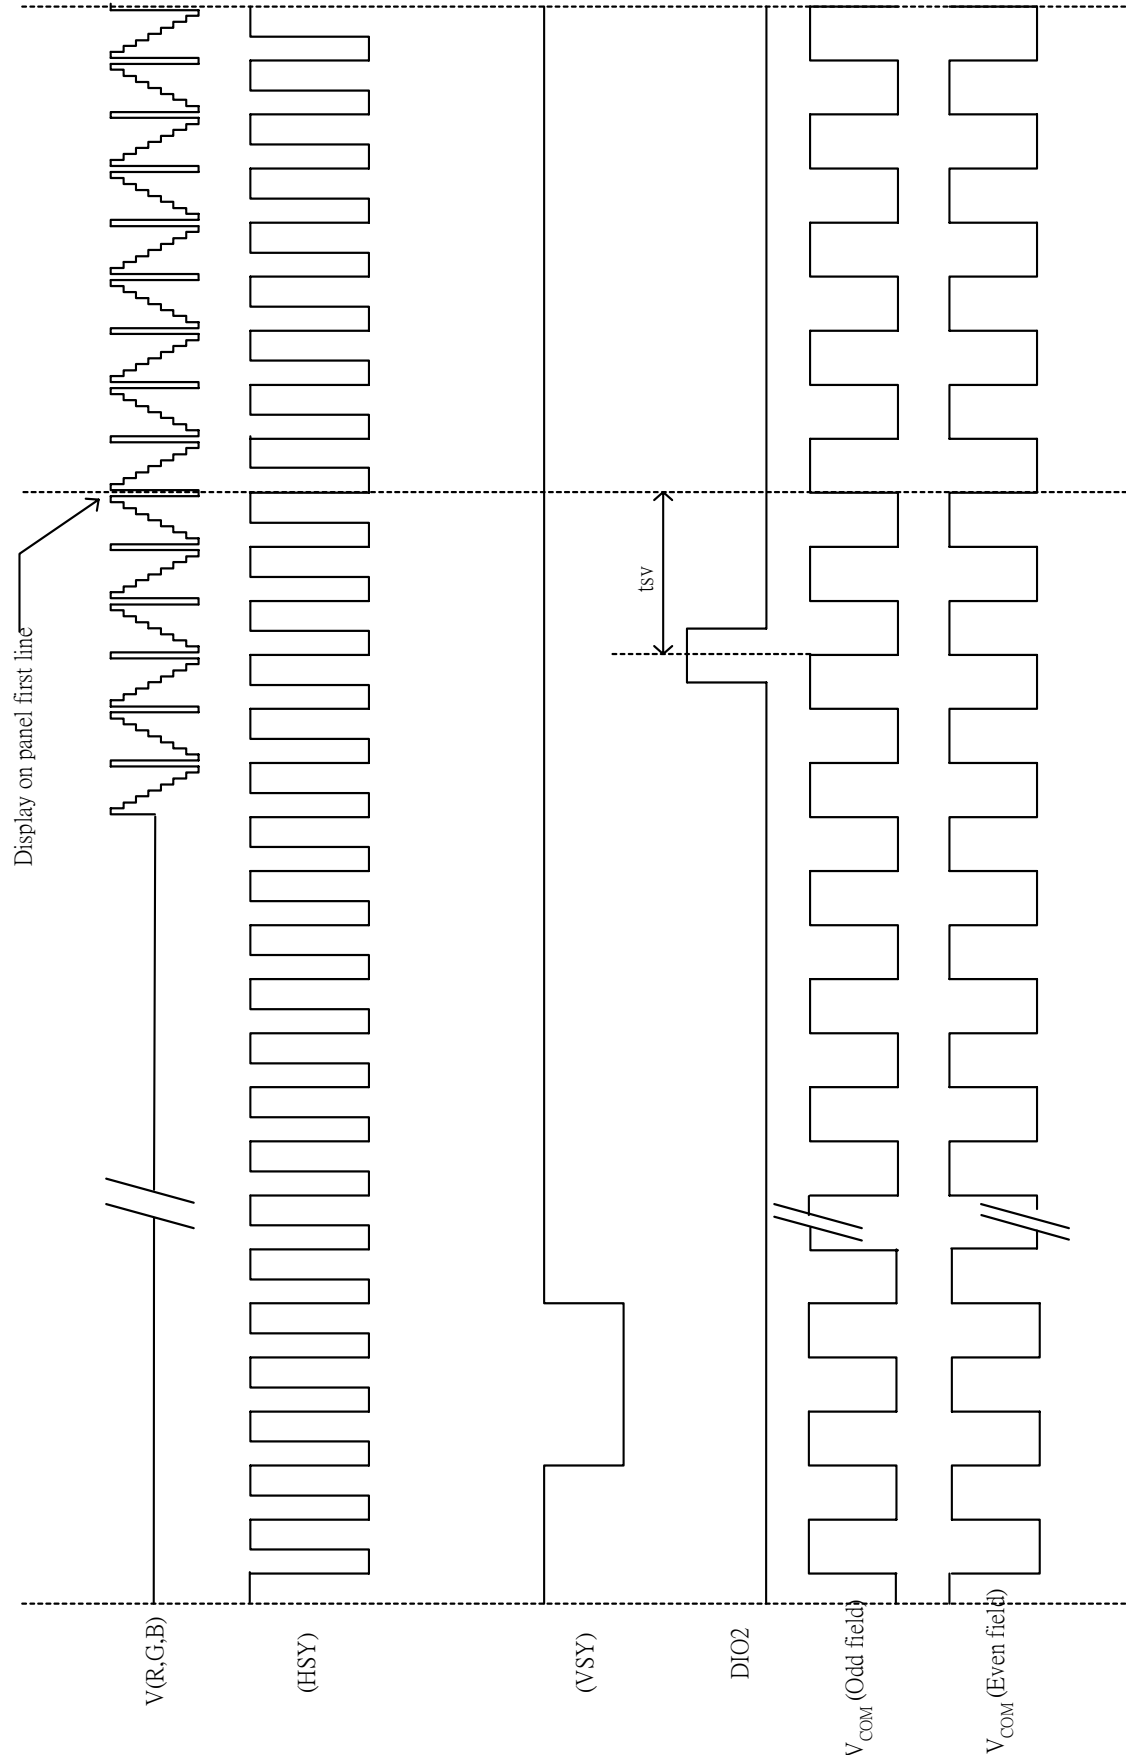 Display on panel first line
tsv
V(R,G,B)
(HSY)
(VSY)
DIO2
VCOM (Odd field)
VCOM (Even field)